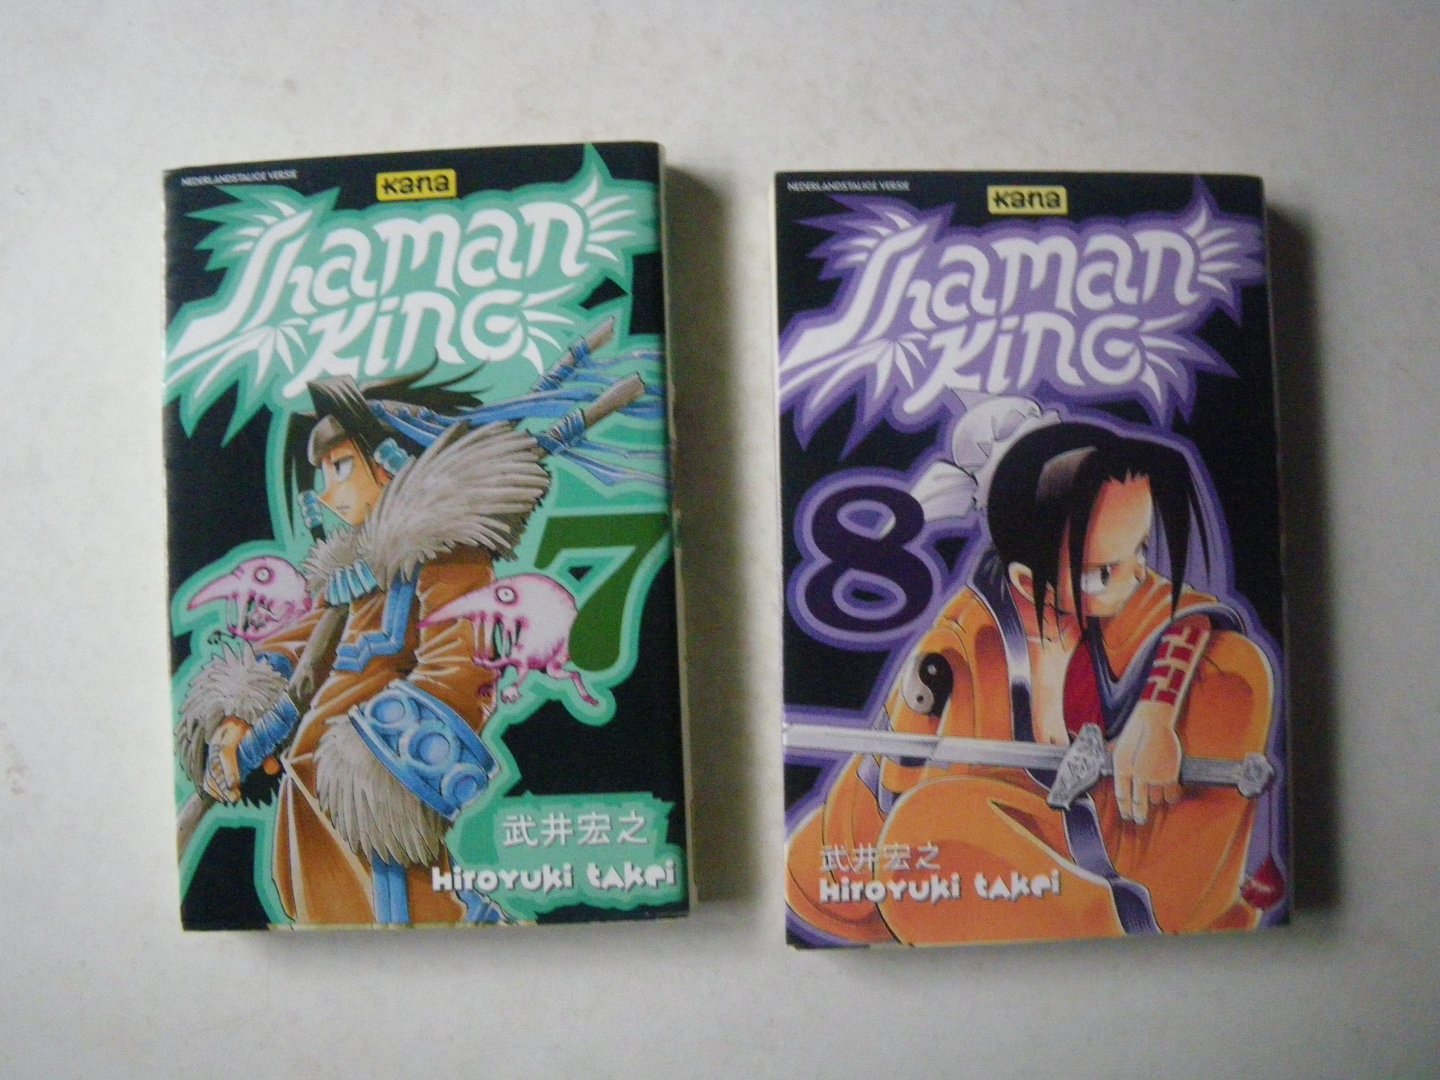 NEDERLANDSTALIGE VERSIE
Kana
Shaman
King
7
武井宏之
Hiroyuki Takei
NEDERLANDSTALIGE VERSIE
Kana
Shaman
King
8
武井宏之
Hiroyuki Takei